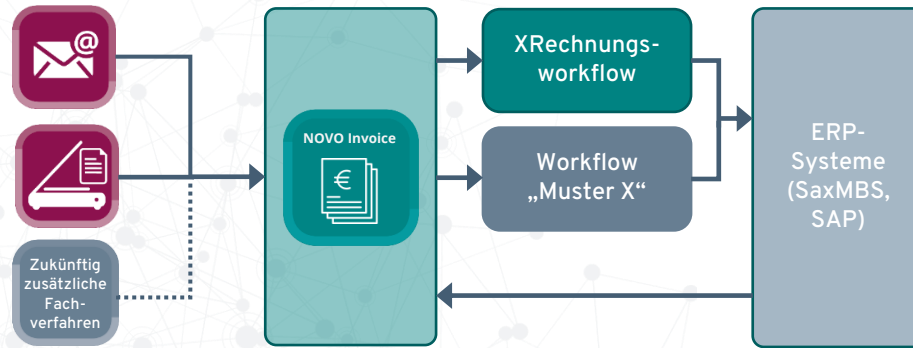 @
Zukünftig
zusätzliche
Fach-
verfahren
NOVO Invoice
€
XRechnungs-
workflow
Workflow
„Muster X“
ERP-
Systeme
(SaxMBS,
SAP)